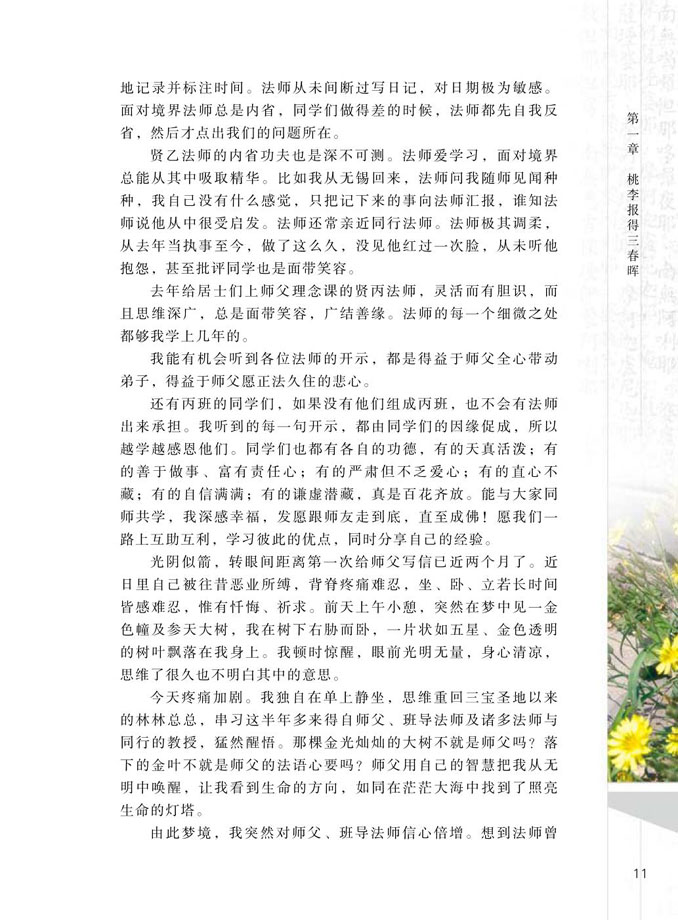 地记录并标注时间。法师从未间断过写日记，对日期极为敏感。
面对境界法师总是内省，同学们做得差的时候，法师都先自我反
省，然后才点出我们的问题所在。
贤乙法师的内省功夫也是深不可测。法师爱学习，面对境界
总能从其中吸取精华。比如我从无锡回来，法师问我随师见闻种
种，我自己没有什么感觉，只把记下来的事向法师汇报，谁知法
师说他从中很受启发。法师还常亲近同行法师。法师极其调柔，
从去年当执事至今，做了这么久，没见他红过一次脸，从未听他
抱怨，甚至批评同学也是面带笑容。
去年给居士们上师父理念课的贤丙法师，灵活而有胆识，而
且思维深广，总是面带笑容，广结善缘。法师的每一个细微之处
都够我学上几年的。
我能有机会听到各位法师的开示，都是得益于师父全心带动
弟子，得益于师父愿正法久住的悲心。
还有丙班的同学们，如果没有他们组成丙班，也不会有法师
出来承担。我听到的每一句开示，都由同学们的因缘促成，所以
越学越感恩他们。同学们也都有各自的功德，有的天真活泼；有
的善于做事、富有责任心；有的严肃但不乏爱心；有的直心不
藏；有的自信满满；有的谦虚潜藏，真是百花齐放。能与大家同
师共学，我深感幸福，发愿跟师友走到底，直至成佛！愿我们一
路上互助互利，学习彼此的优点，同时分享自己的经验。
光阴似箭，转眼间距离第一次给师父写信已近两个月了。近
日里自己被往昔恶业所缚，背脊疼痛难忍，坐、卧、立若长时间
皆感难忍，惟有忏悔、祈求。前天上午小憩，突然在梦中见一金
色幢及参天大树，我在树下右胁而卧，一片状如五星、金色透明
的树叶飘落在我身上。我顿时惊醒，眼前光明无量，身心清凉，
思维了很久也不明白其中的意思。
今天疼痛加剧。我独自在单上静坐，思维重回三宝圣地以来
的林林总总，串习这半年多来得自师父、班导法师及诸多法师与
同行的教授，猛然醒悟。那棵金光灿灿的大树不就是师父吗？落
下的金叶不就是师父的法语心要吗？师父用自己的智慧把我从无
明中唤醒，让我看到生命的方向，如同在茫茫大海中找到了照亮
生命的灯塔。
由此梦境，我突然对师父、班导法师信心倍增。想到法师曾
第一章 桃李报得三春晖
11